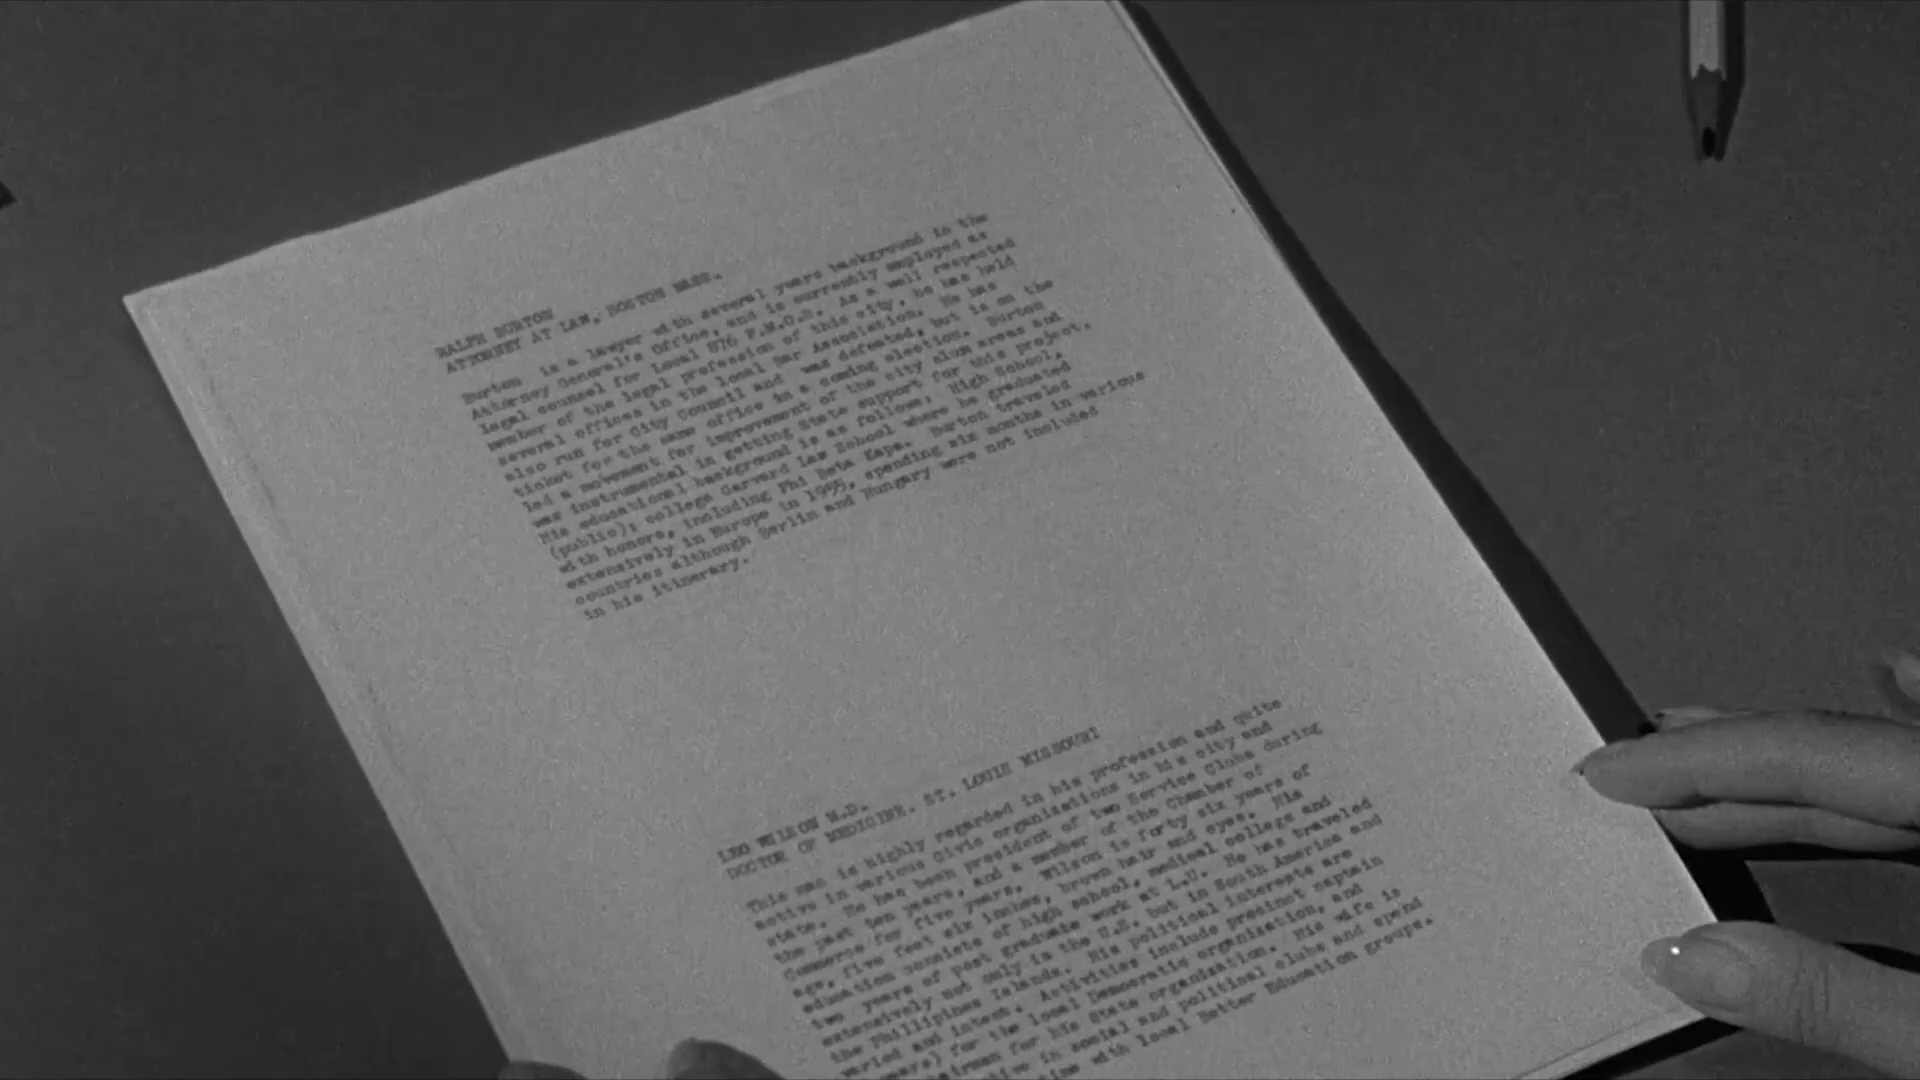 RALPH BURTON
ATTORNEY AT LAW, BOSTON MASS.
Burton is a lawyer with several years background in the
Attorney General's Office, and is currently employed as
legal counsel for Local 876 P.M.O.D. As a well respected
member of the legal profession of this city, he has held
several offices in the local Bar Association. He has
also run for City Council and was defeated, but is on the
ticket for the same office in a coming election. Burton
led a movement for improvement of the city slum areas and
was instrumental in getting State support for this project.
His educational background is as follows: High School,
(public); college Garvard law School where he graduated
with honors, including Phi Beta Kapa. Burton traveled
extensively in Europe in 1955, spending six months in various
countries although Berlin and Hungary were not included
in his itinerary.
LEO WILSON M.D.
DOCTOR OF MEDICINE. ST. LOUIS MISSOURI
This man is highly regarded in his profession and quite
active in various Civic organizations in his city and
state. He has been president of two Service Clubs during
the past ten years, and a member of the Chamber of
Commerce for five years. Wilson is forty six years of
age, five feet six inches, brown hair and eyes. His
education consists of high school, medical college and
two years of post graduate work at L.U. He has traveled
extensively not only in the U.S. but in South America and
the Phillipines Islands. His political interests are
varied and intent. Activities include precinct captain
years) for the local Democratic organization, and
airman for his State organization. His wife is
tive in social and political clubs and spend
time with local Better Education groups.